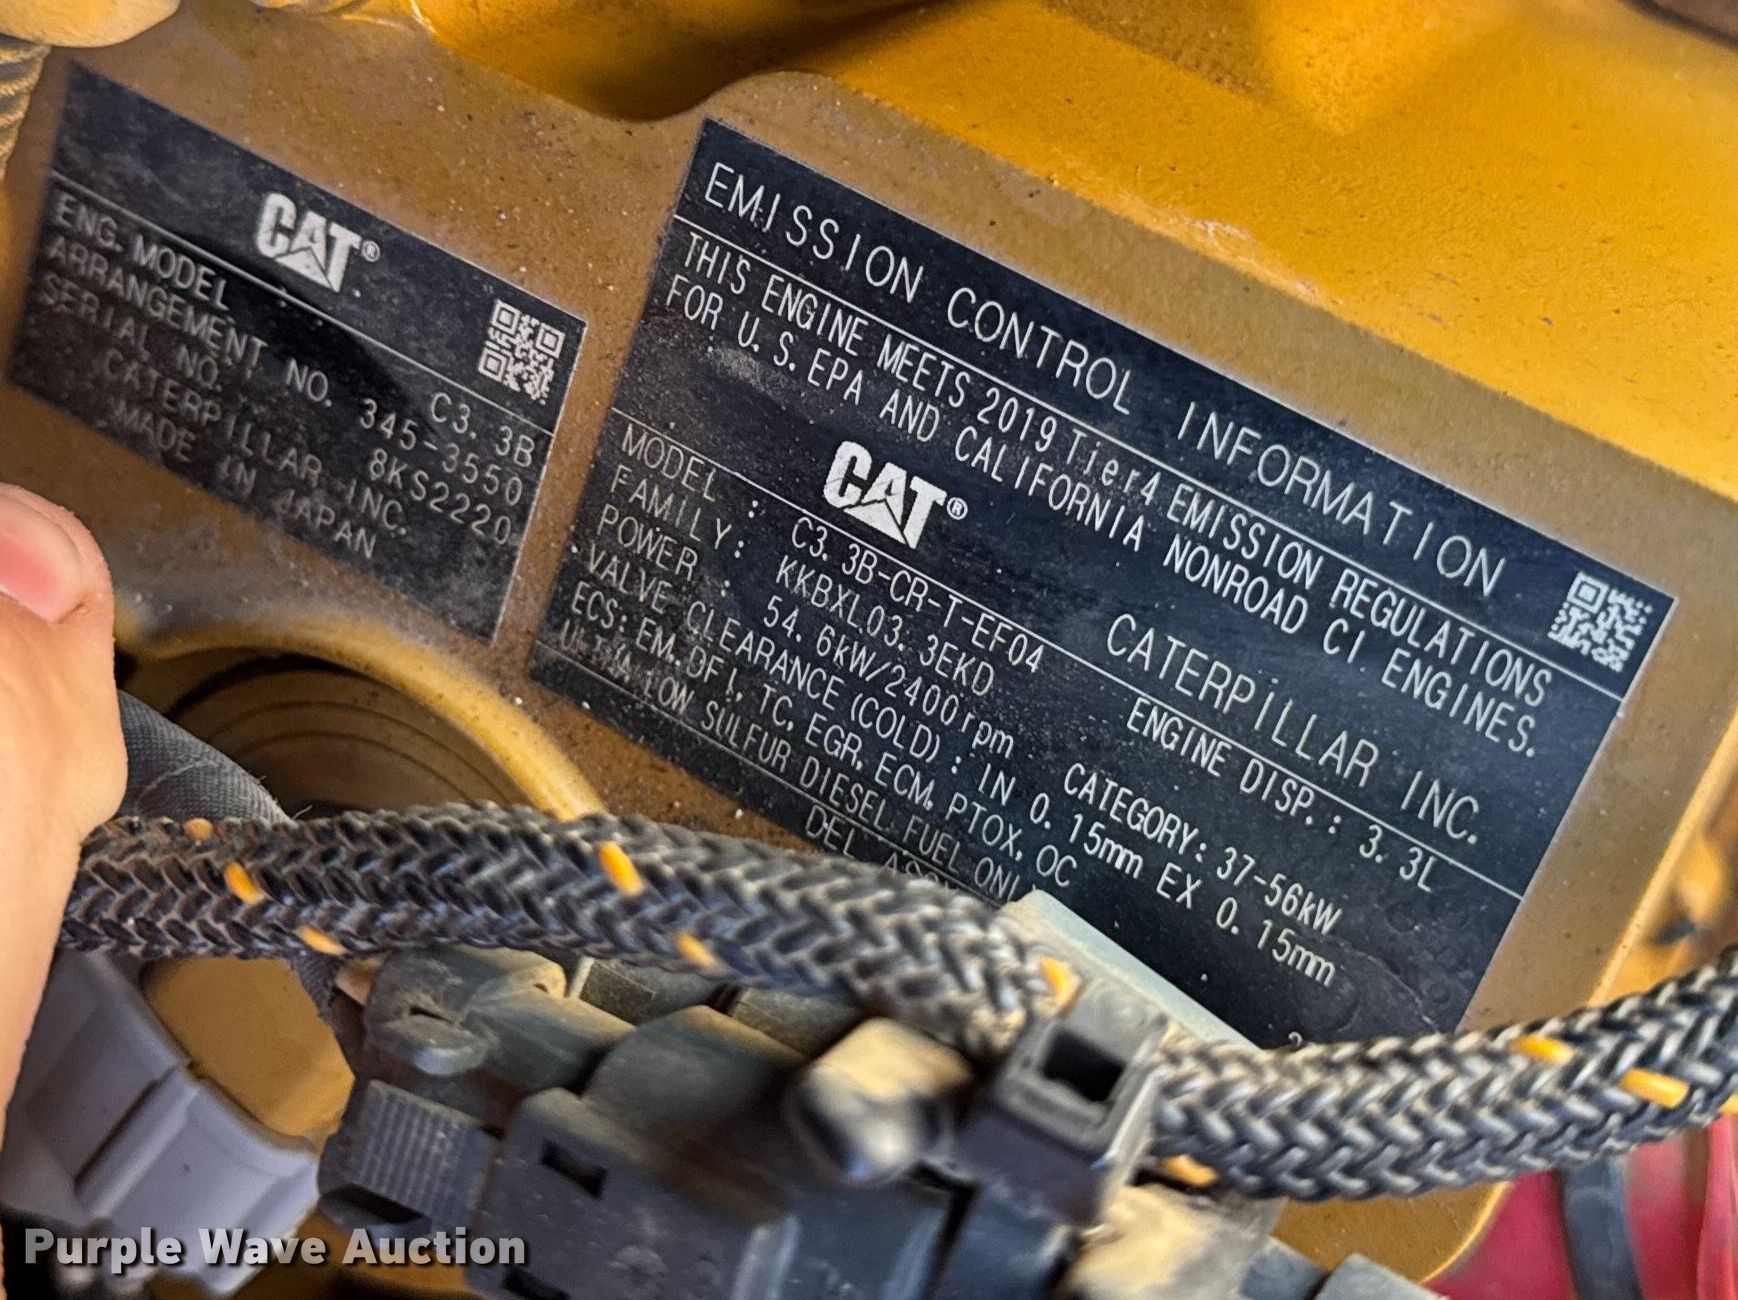 CAT®
ENG. MODEL C3. 3B
ARRANGEMENT NO. 345-3550
SERIAL NO. 8KS2220
CATERPILLAR INC.
MADE IN JAPAN
EMISSION CONTROL INFORMATION
THIS ENGINE MEETS 2019 Tier4 EMISSION REGULATIONS
FOR U. S. EPA AND CALIFORNIA NONROAD CI ENGINES.
CAT® CATERPILLAR INC.
MODEL : C3. 3B-CR-T-EF04 ENGINE DISP. : 3. 3L
FAMILY: KKBXL03. 3EKD
POWER : 54. 6kW/2400rpm CATEGORY: 37-56kW
VALVE CLEARANCE (COLD) : IN 0. 15mm EX 0. 15mm
ECS: EM, DFI, TC, EGR, ECM, PTOX, OC
ULTRA LOW SULFUR DIESEL FUEL ONLY
DEL
Purple Wave Auction